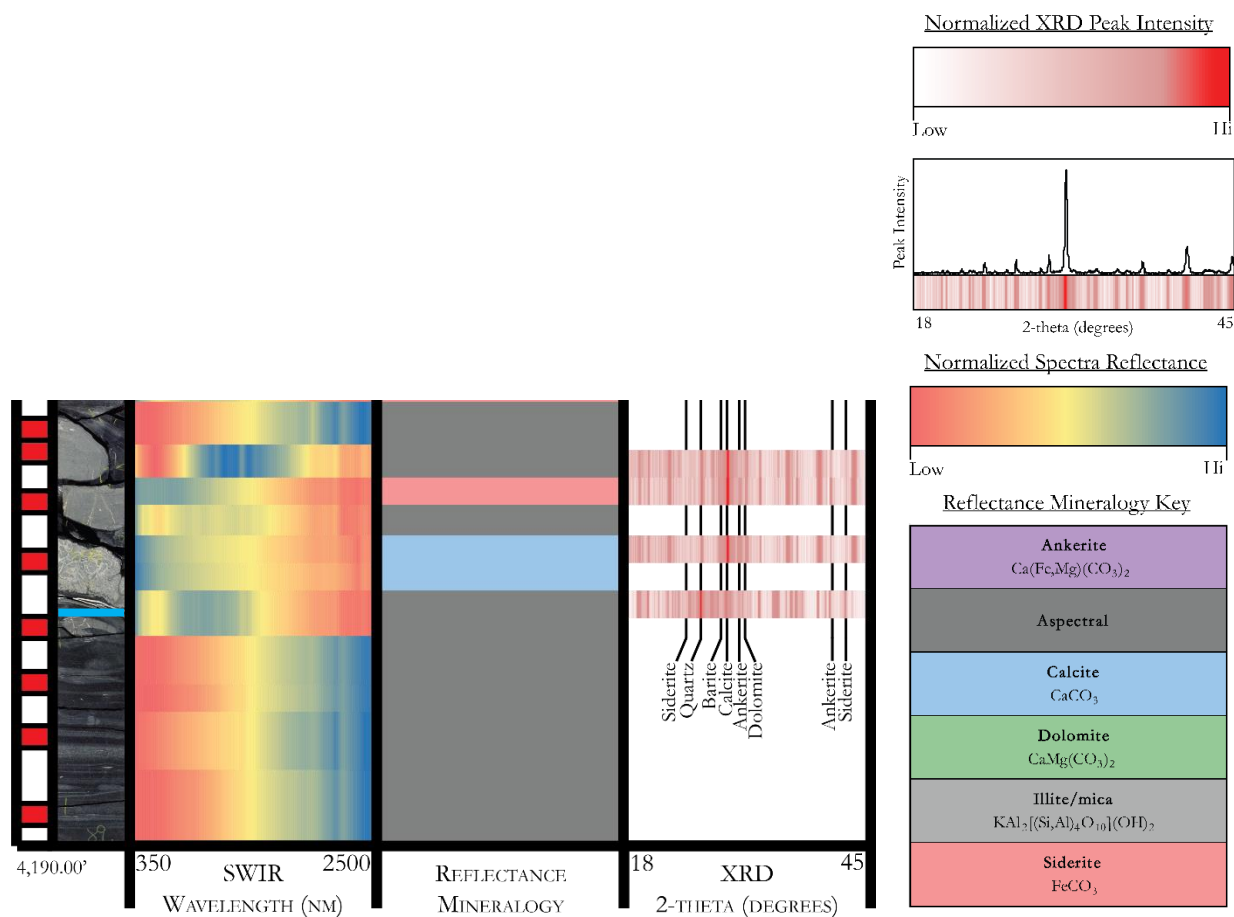 Normalized XRD Peak Intensity
Low
Hi
Peak Intensity
18
2-theta (degrees)
45
Normalized Spectra Reflectance
Low
Hi
Reflectance Mineralogy Key
Ankerite
Ca(Fe,Mg)(CO₃)₂
Aspectral
Calcite
CaCO₃
Dolomite
CaMg(CO₃)₂
Illite/mica
KAl₂[(Si,Al)₄O₁₀](OH)₂
Siderite
FeCO₃
Siderite
Quartz
Barite
Calcite
Ankerite
Dolomite
Ankerite
Siderite
4,190.00'
350
2500
SWIR
WAVELENGTH (NM)
REFLECTANCE
MINERALOGY
18
45
XRD
2-THETA (DEGREES)